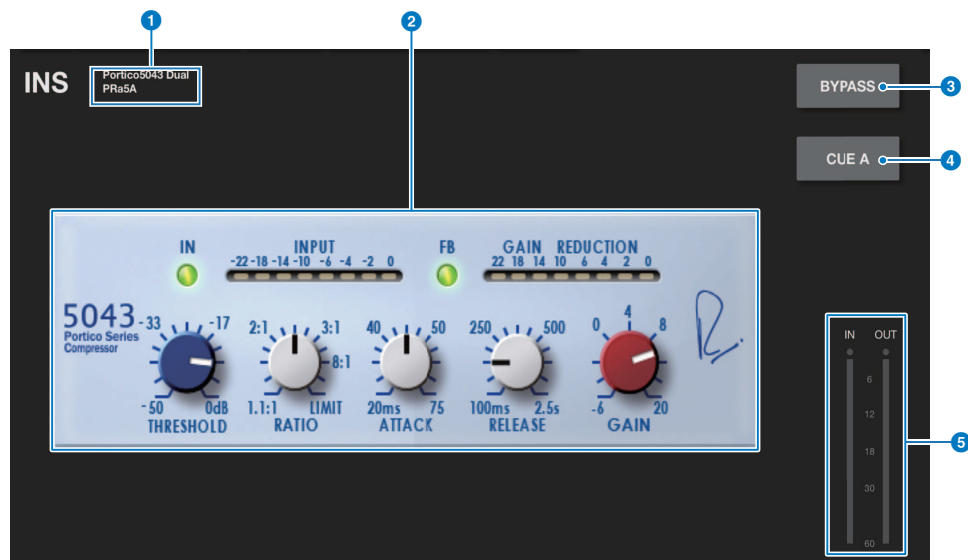 1
2
INS
Portico5043 Dual
PRa5A
BYPASS
3
CUE A
4
IN
INPUT
FB
GAIN REDUCTION
-22 -18 -14 -10 -6 -4 -2 0
22 18 14 10 6 4 2 0
5043
Portico Series
Compressor
-33 -17
-50 0dB
THRESHOLD
2:1 3:1
8:1
1.1:1 LIMIT
RATIO
40 50
20ms 75
ATTACK
250 500
100ms 2.5s
RELEASE
0 4 8
-6 20
GAIN
IN OUT
6
12
18
30
60
5